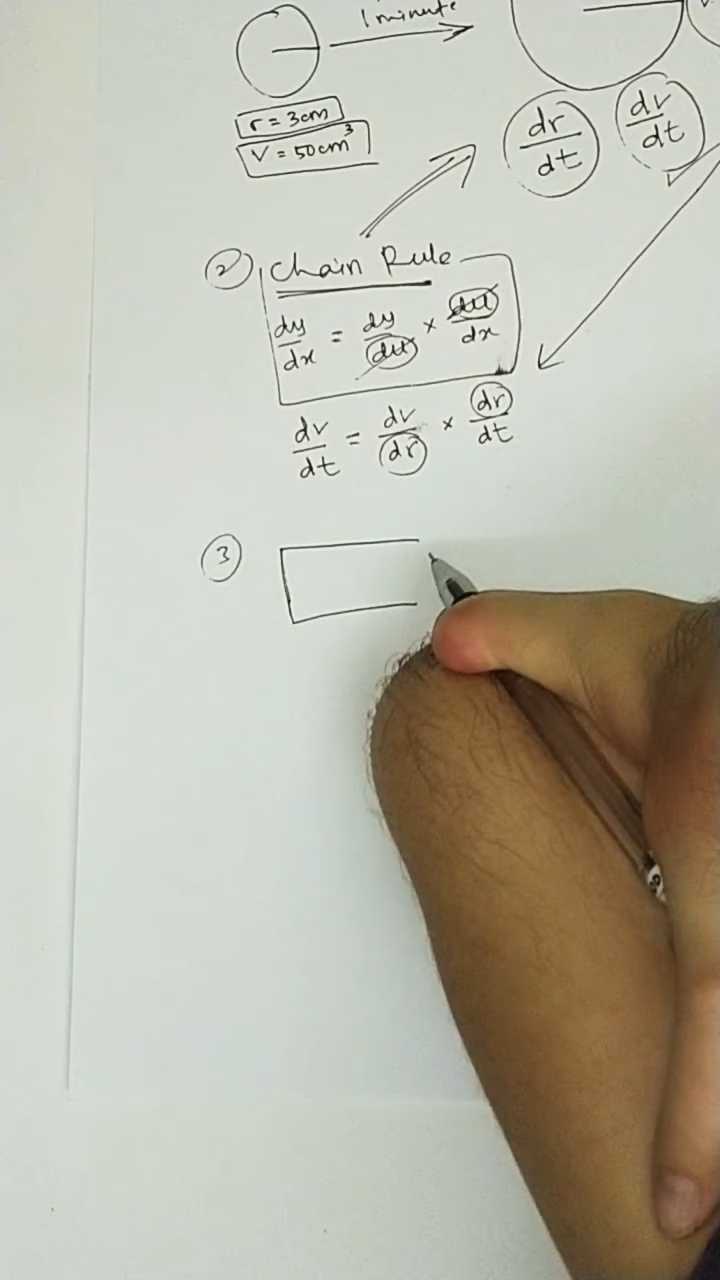 1 minute
r = 3cm
V = 50cm³
dr/dt dv/dt
② Chain Rule
dy/dx = dy/du × du/dx
dv/dt = dv/dr × dr/dt
③